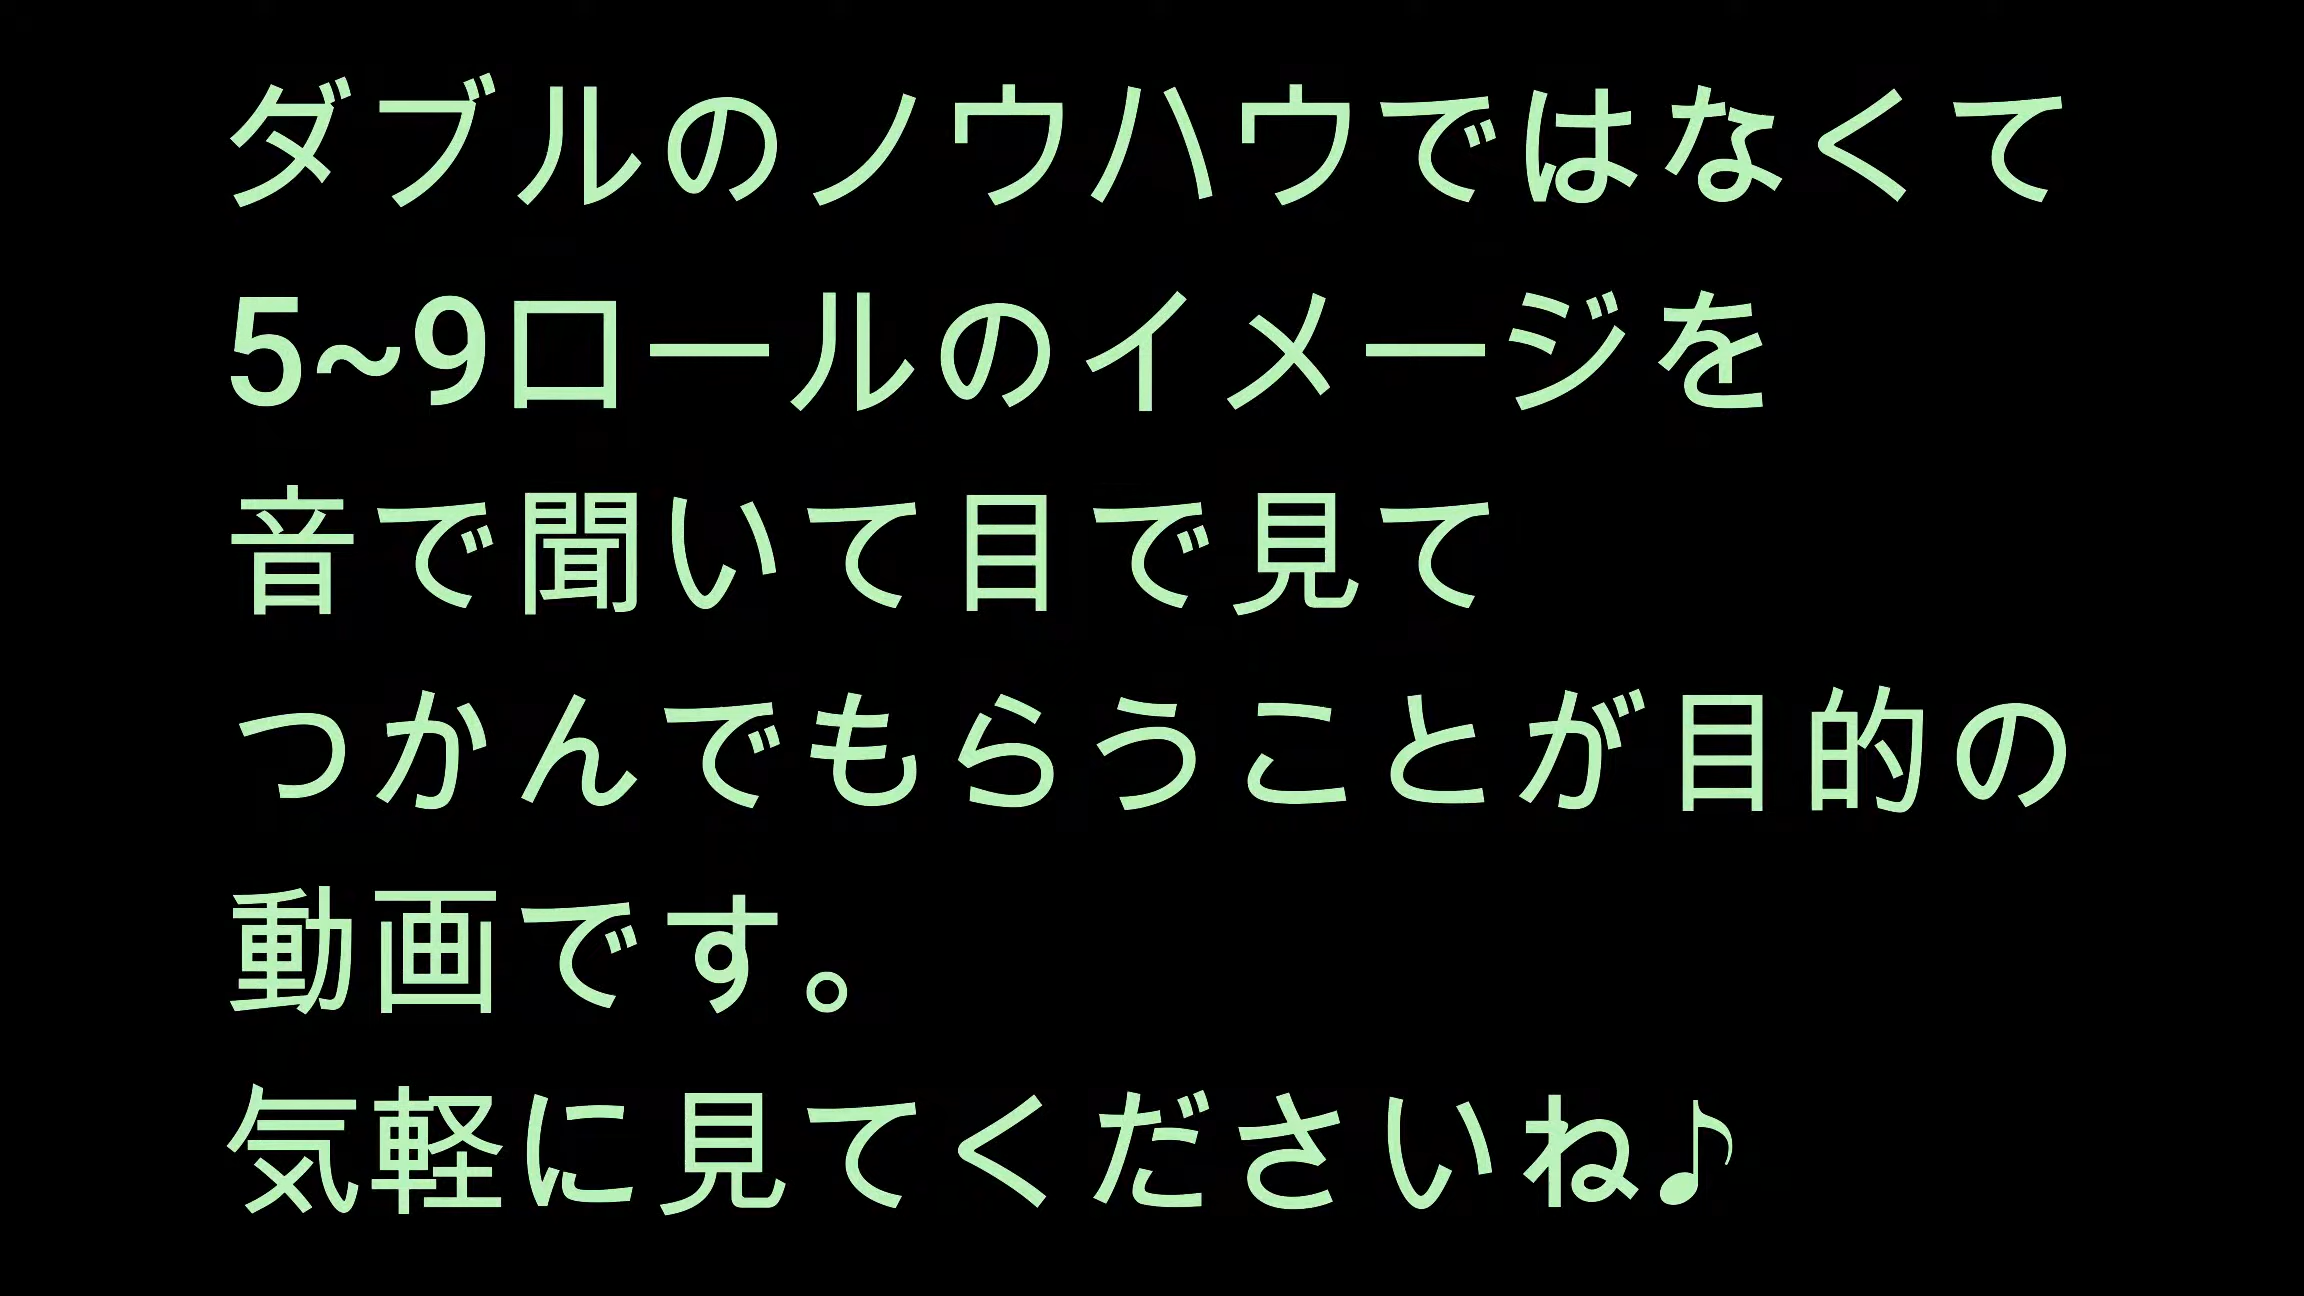 ダブルのノウハウではなくて
5~9ロールのイメージを
音で聞いて目で見て
つかんでもらうことが目的の
動画です。
気軽に見てくださいね♪